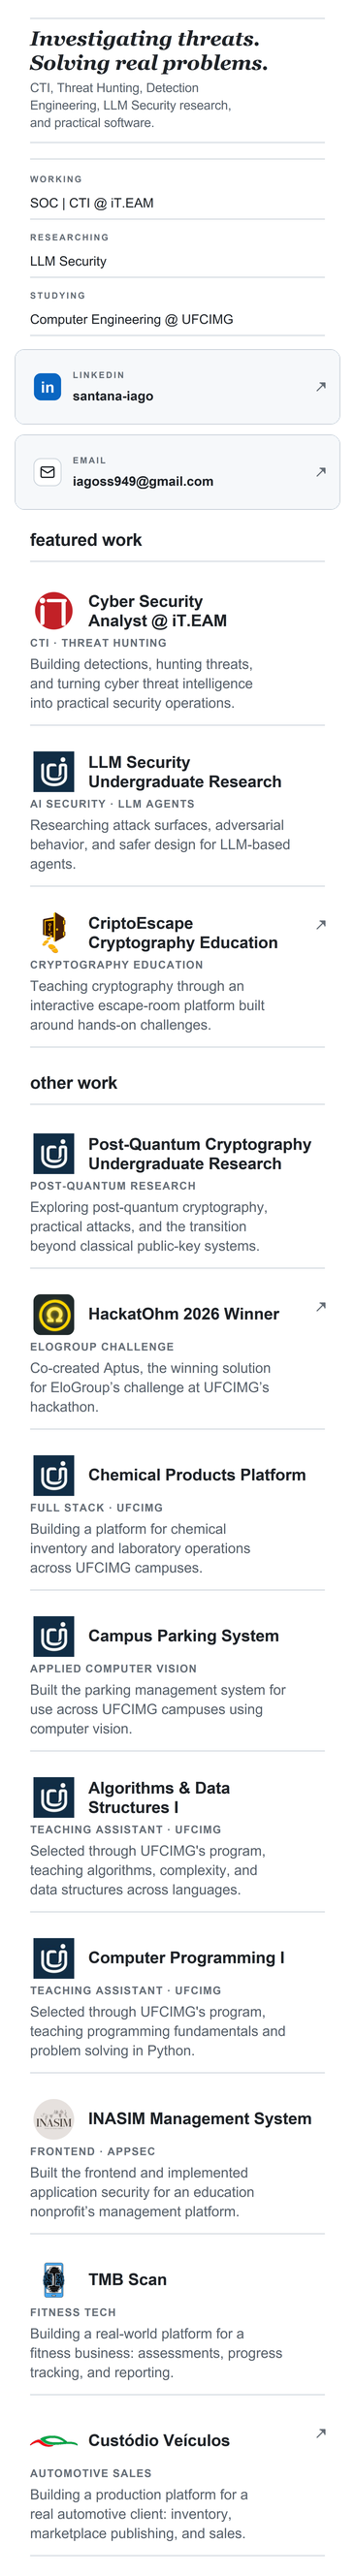 Investigating threats.
Solving real problems.
CTI, Threat Hunting, Detection
Engineering, LLM Security research,
and practical software.
WORKING
SOC | CTI @ iT.EAM
RESEARCHING
LLM Security
STUDYING
Computer Engineering @ UFCIMG
in
LINKEDIN
santana-iago
EMAIL
iagoss949@gmail.com
featured work
Cyber Security
Analyst @ iT.EAM
CTI · THREAT HUNTING
Building detections, hunting threats,
and turning cyber threat intelligence
into practical security operations.
LLM Security
Undergraduate Research
AI SECURITY · LLM AGENTS
Researching attack surfaces, adversarial
behavior, and safer design for LLM-based
agents.
CriptoEscape
Cryptography Education
CRYPTOGRAPHY EDUCATION
Teaching cryptography through an
interactive escape-room platform built
around hands-on challenges.
other work
Post-Quantum Cryptography
Undergraduate Research
POST-QUANTUM RESEARCH
Exploring post-quantum cryptography,
practical attacks, and the transition
beyond classical public-key systems.
HackatOhm 2026 Winner
ELOGROUP CHALLENGE
Co-created Aptus, the winning solution
for EloGroup's challenge at UFCIMG's
hackathon.
Chemical Products Platform
FULL STACK · UFCIMG
Building a platform for chemical
inventory and laboratory operations
across UFCIMG campuses.
Campus Parking System
APPLIED COMPUTER VISION
Built the parking management system for
use across UFCIMG campuses using
computer vision.
Algorithms & Data
Structures I
TEACHING ASSISTANT · UFCIMG
Selected through UFCIMG's program,
teaching algorithms, complexity, and
data structures across languages.
Computer Programming I
TEACHING ASSISTANT · UFCIMG
Selected through UFCIMG's program,
teaching programming fundamentals and
problem solving in Python.
INASIM
INASIM Management System
FRONTEND · APPSEC
Built the frontend and implemented
application security for an education
nonprofit's management platform.
TMB Scan
FITNESS TECH
Building a real-world platform for a
fitness business: assessments, progress
tracking, and reporting.
Custódio Veículos
AUTOMOTIVE SALES
Building a production platform for a
real automotive client: inventory,
marketplace publishing, and sales.